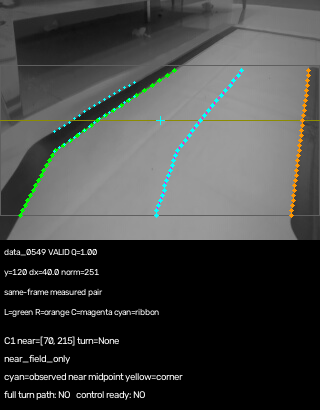 data_0549 VALID Q=1.00
y=120 dx=40.0 norm=251
same-frame measured pair
L=green R=orange C=magenta cyan=ribbon
C1 near=[70, 215] turn=None
near_field_only
cyan=observed near midpoint yellow=corner
full turn path: NO control ready: NO